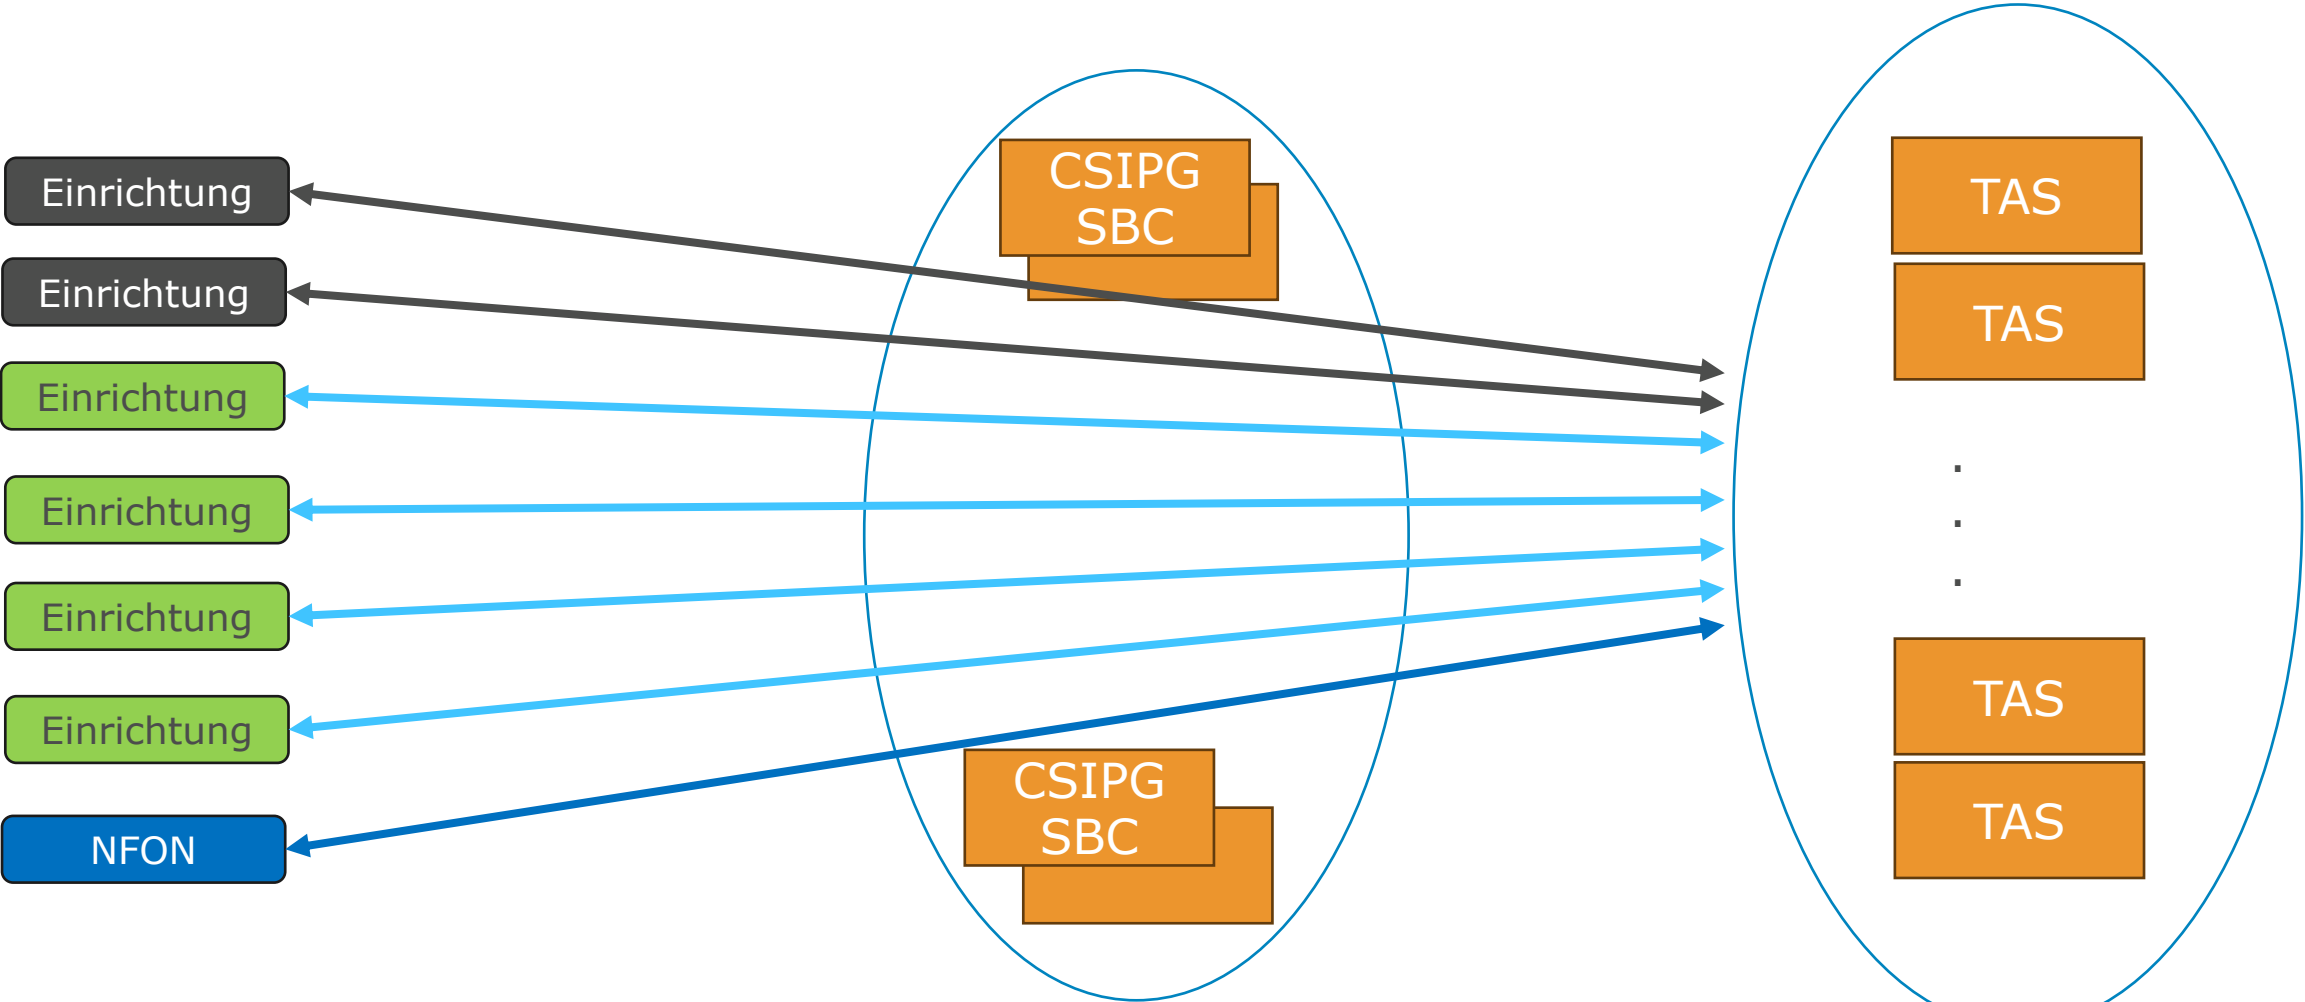 Einrichtung
Einrichtung
Einrichtung
Einrichtung
Einrichtung
Einrichtung
NFON
CSIPG
SBC
CSIPG
SBC
TAS
TAS
.
.
.
TAS
TAS